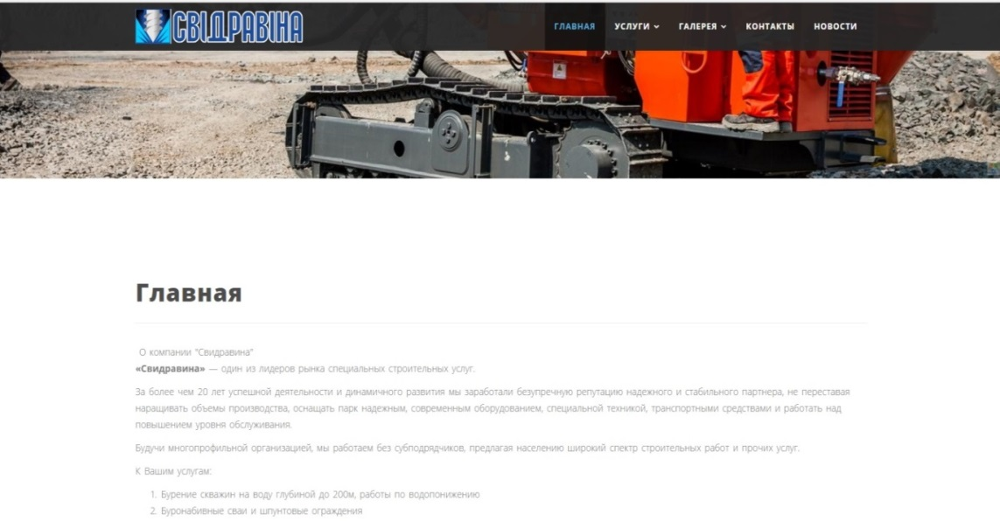 СВІДРАВІНА
ГЛАВНАЯ УСЛУГИ ГАЛЕРЕЯ КОНТАКТЫ НОВОСТИ
Главная
О компании "Свидравина"
«Свидравина» — один из лидеров рынка специальных строительных услуг.
За более чем 20 лет успешной деятельности и динамичного развития мы заработали безупречную репутацию надежного и стабильного партнера, не переставая
наращивать объемы производства, оснащать парк надежным, современным оборудованием, специальной техникой, транспортными средствами и работать над
повышением уровня обслуживания.
Будучи многопрофильной организацией, мы работаем без субподрядчиков, предлагая населению широкий спектр строительных работ и прочих услуг.
К Вашим услугам:
1. Бурение скважин на воду глубиной до 200м, работы по водопонижению
2. Буронабивные сваи и шпунтовые ограждения